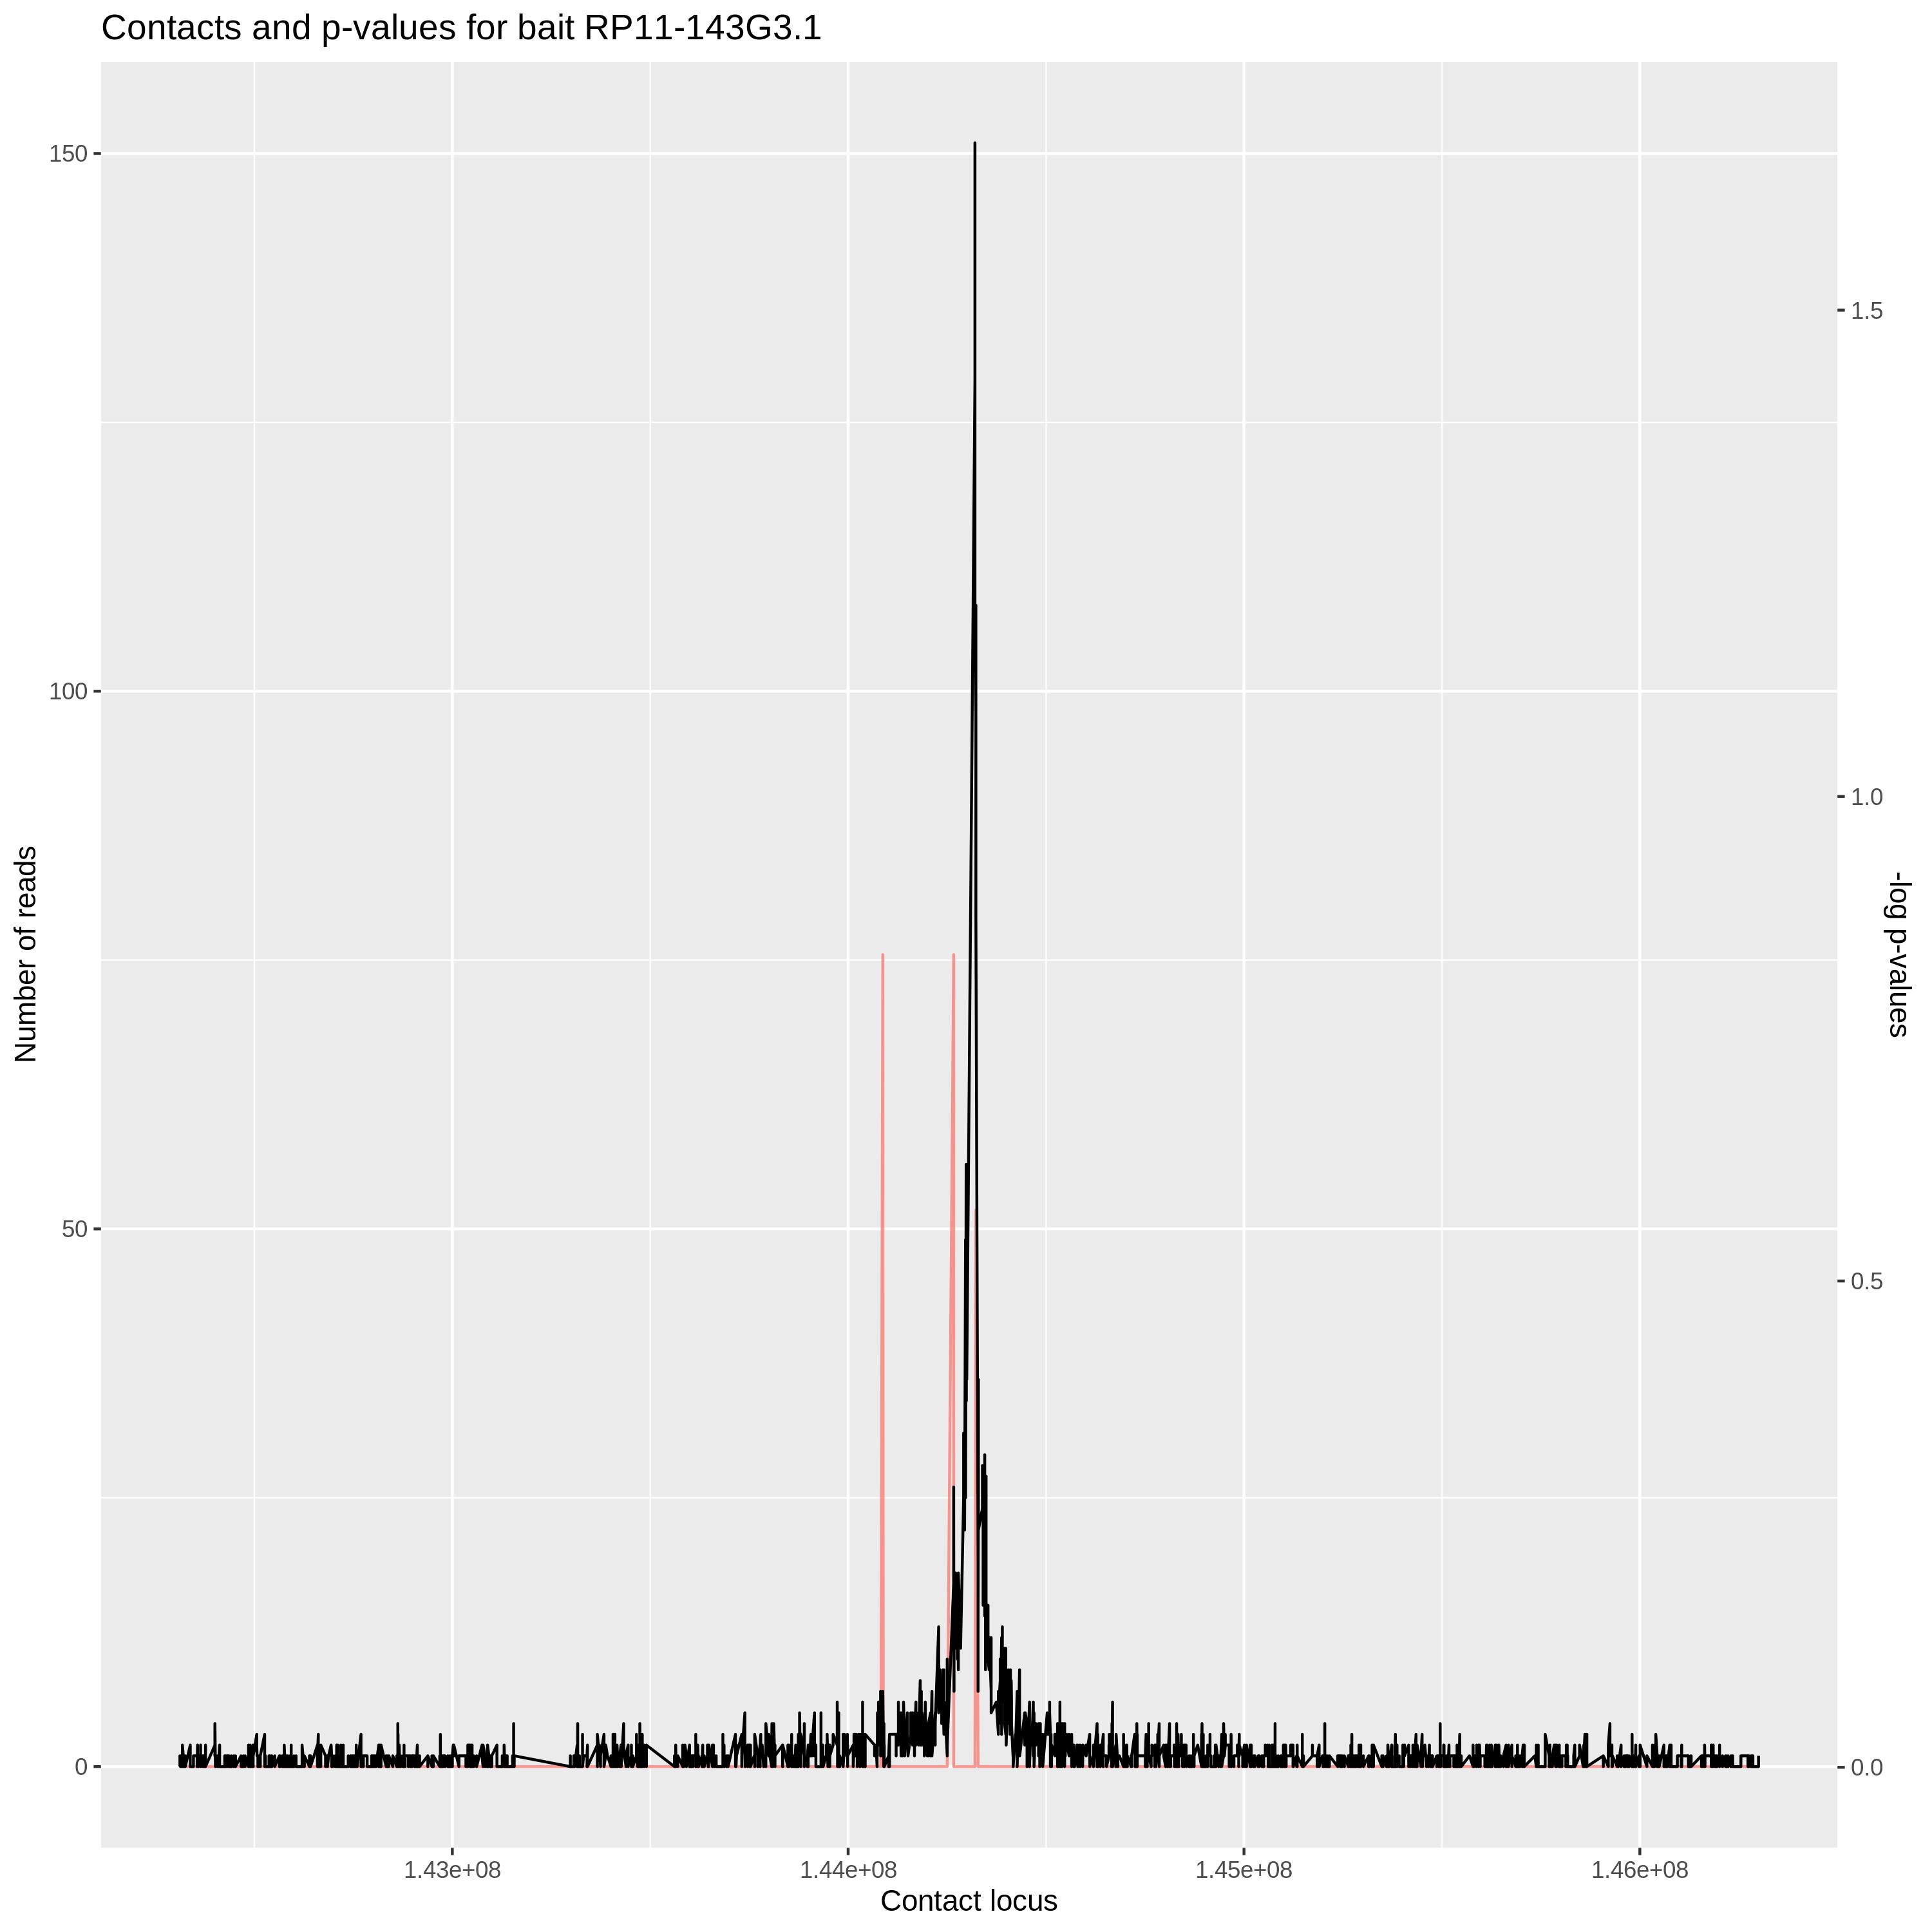 Contacts and p-values for bait RP11-143G3.1
150
100
50
0
Number of reads
1.5
1.0
0.5
0.0
-log p-values
1.43e+08
1.44e+08
1.45e+08
1.46e+08
Contact locus